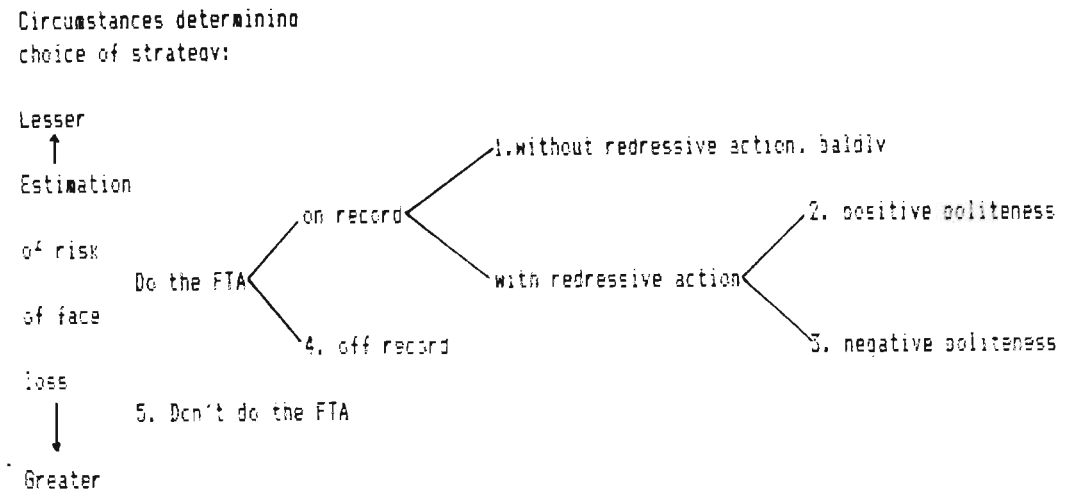 Circumstances determining
choice of strategy:
Lesser
1.without redressive action, baldly
Estimation
on record
2. positive politeness
of risk
Do the FTA
with redressive action
of face
4. off record
3. negative politeness
loss
5. Don't do the FTA
Greater